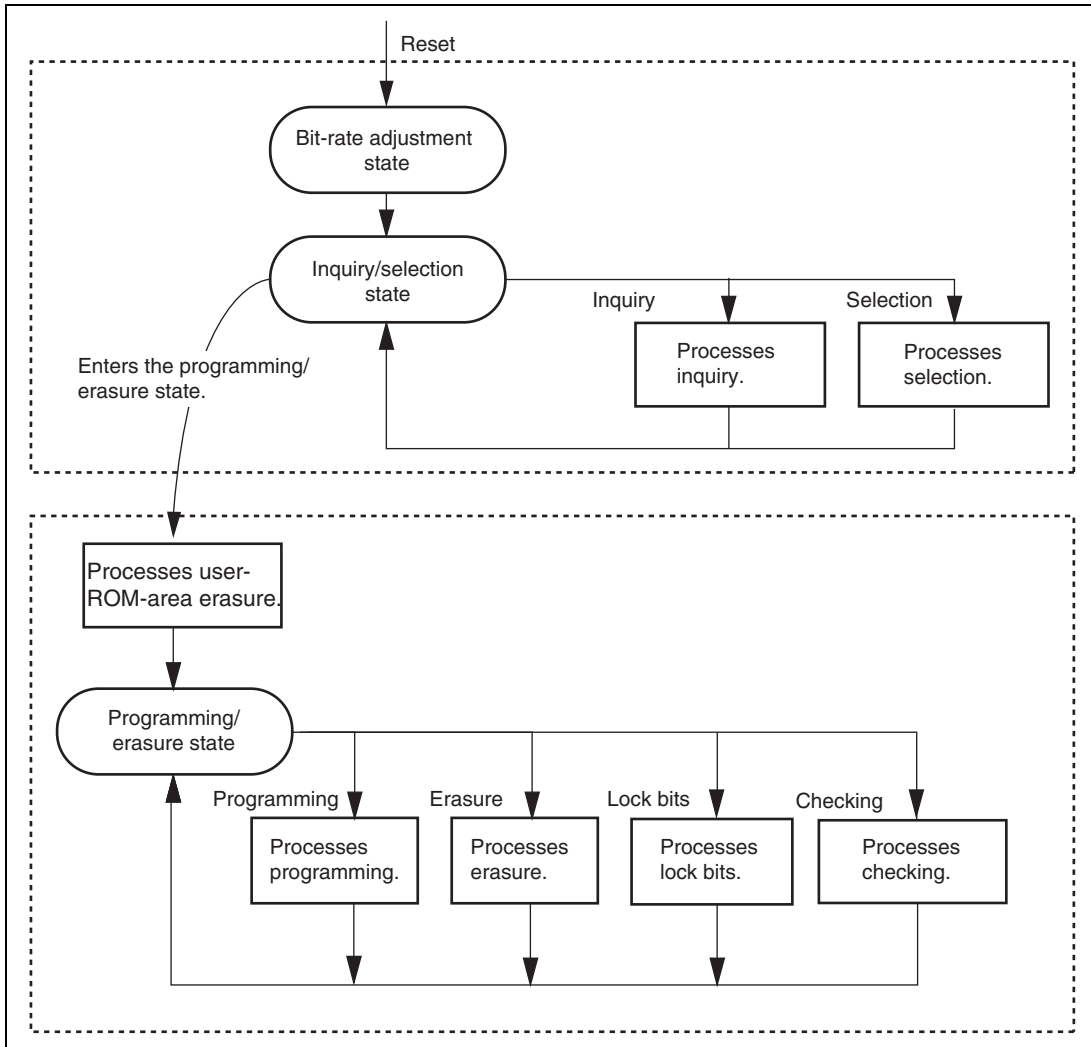 Reset
Bit-rate adjustment
state
Inquiry/selection
state
Inquiry
Selection
Processes
inquiry.
Processes
selection.
Enters the programming/
erasure state.
Processes user-
ROM-area erasure.
Programming/
erasure state
Programming
Erasure
Lock bits
Checking
Processes
programming.
Processes
erasure.
Processes
lock bits.
Processes
checking.